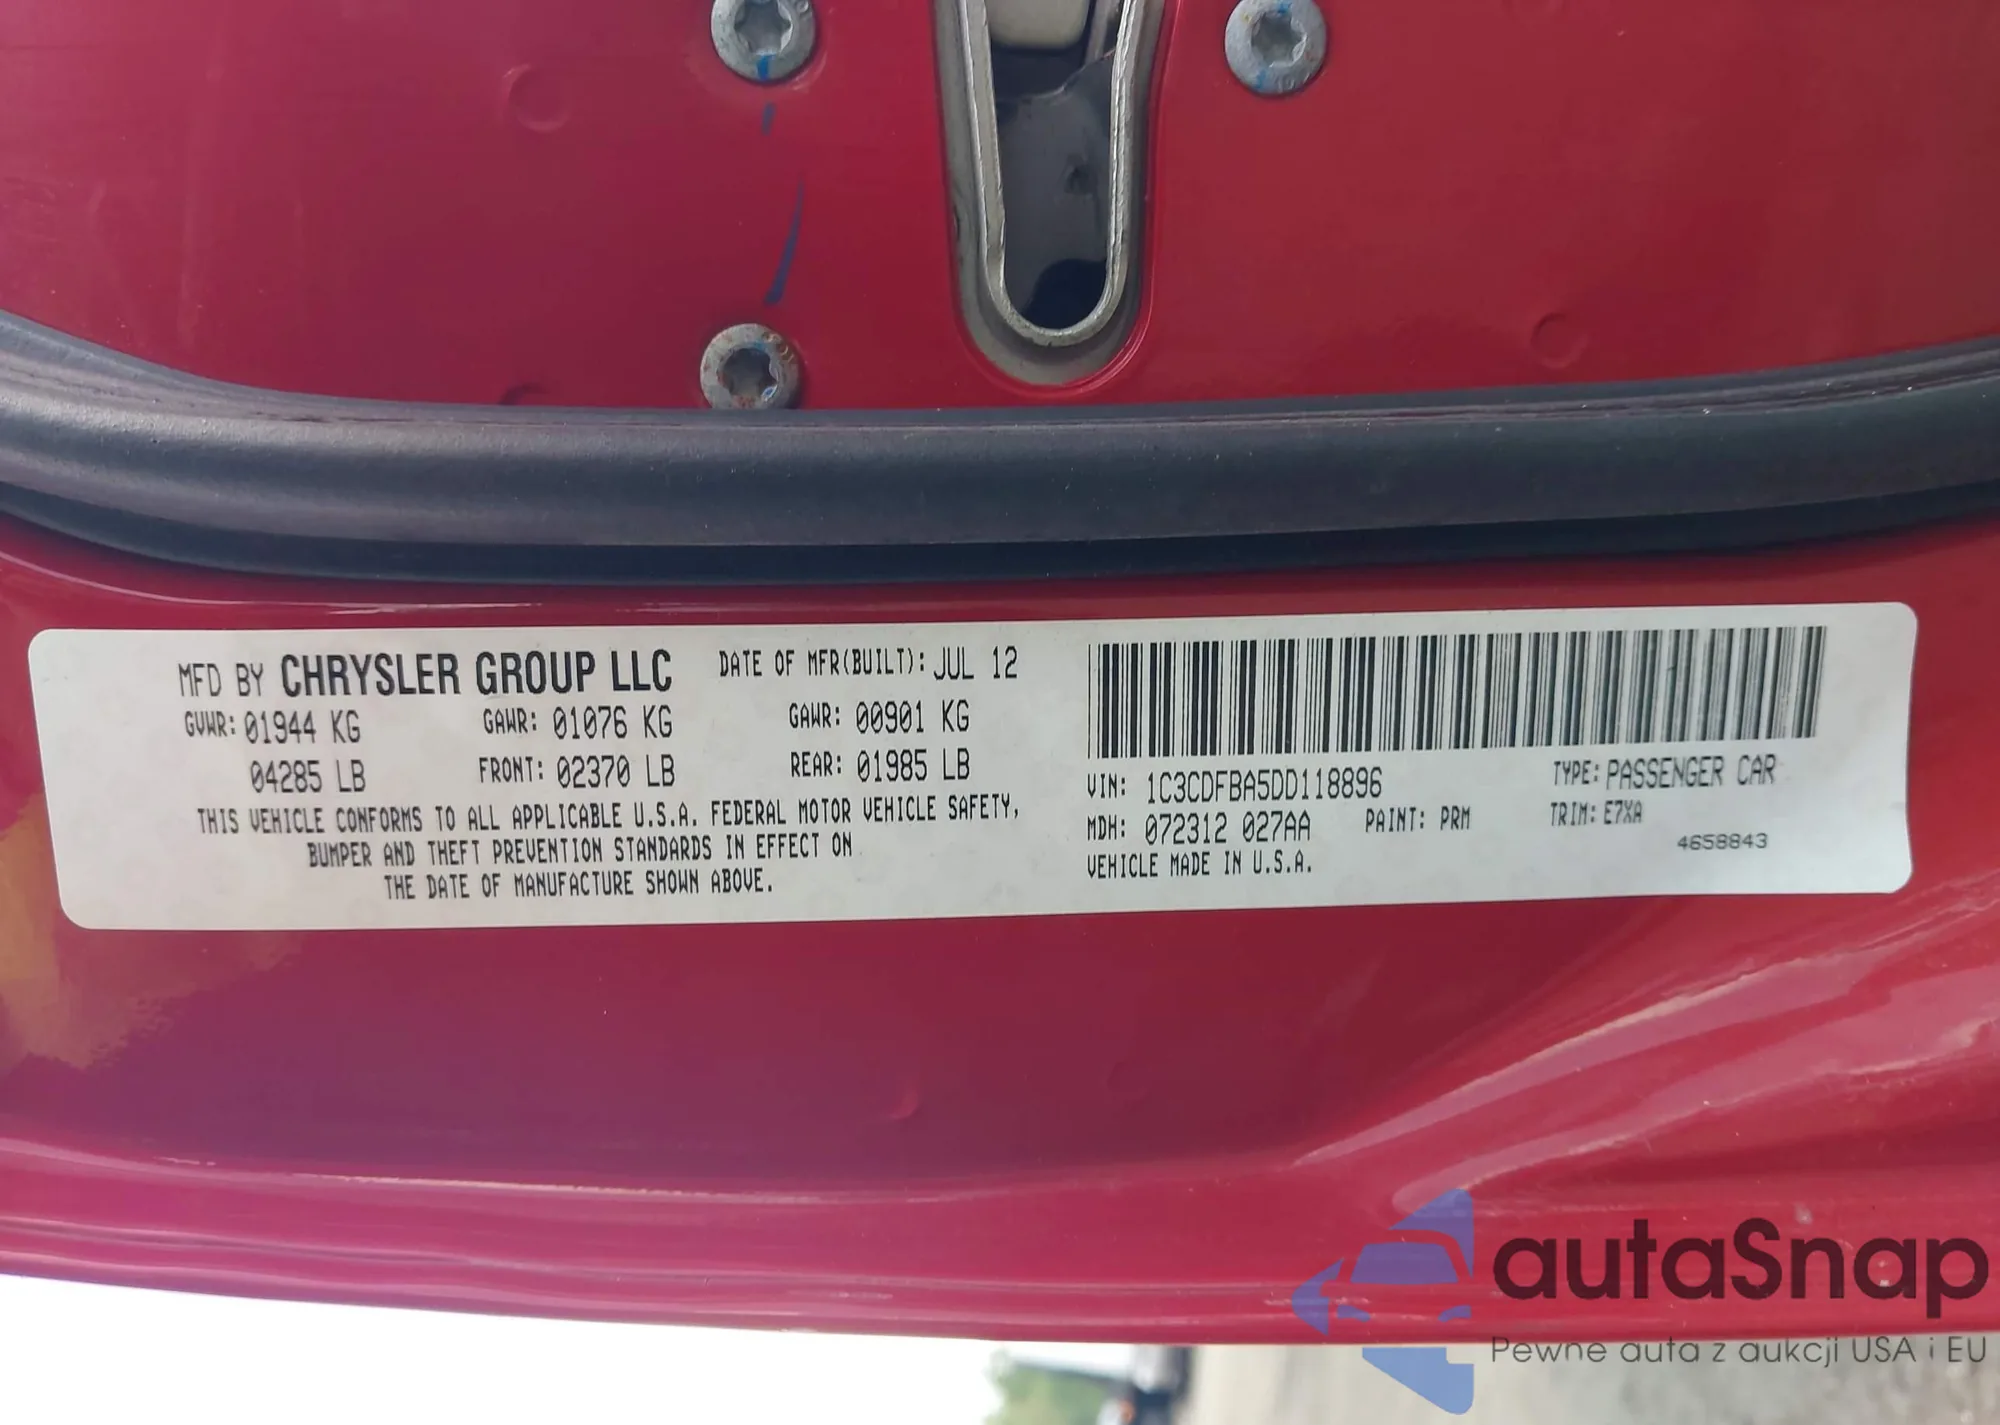 MFD BY CHRYSLER GROUP LLC DATE OF MFR(BUILT): JUL 12
GVWR: 01944 KG GAWR: 01076 KG GAWR: 00901 KG
04285 LB FRONT: 02370 LB REAR: 01985 LB
THIS VEHICLE CONFORMS TO ALL APPLICABLE U.S.A. FEDERAL MOTOR VEHICLE SAFETY,
BUMPER AND THEFT PREVENTION STANDARDS IN EFFECT ON
THE DATE OF MANUFACTURE SHOWN ABOVE.
VIN: 1C3CDFBA5DD118896 TYPE: PASSENGER CAR
MDH: 072312 027AA PAINT: PRM TRIM: E7XA
VEHICLE MADE IN U.S.A. 4658843
autaSnap
Pewne auta z aukcji USA i EU